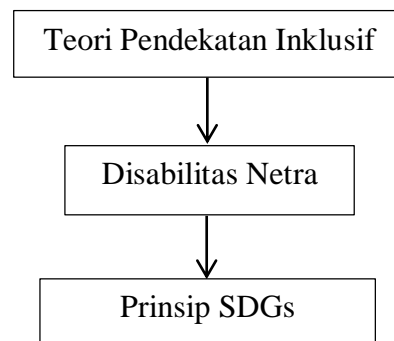 Teori Pendekatan Inklusif
Disabilitas Netra
Prinsip SDGs